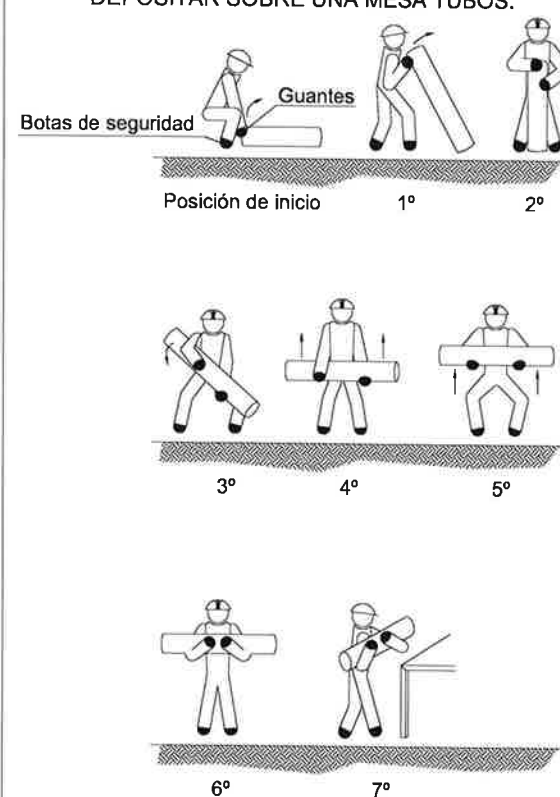 DEPOSITAR SOBRE UNA MESA TUBOS.
Guantes
Botas de seguridad
Posición de inicio 1º 2º
3º 4º 5º
6º 7º